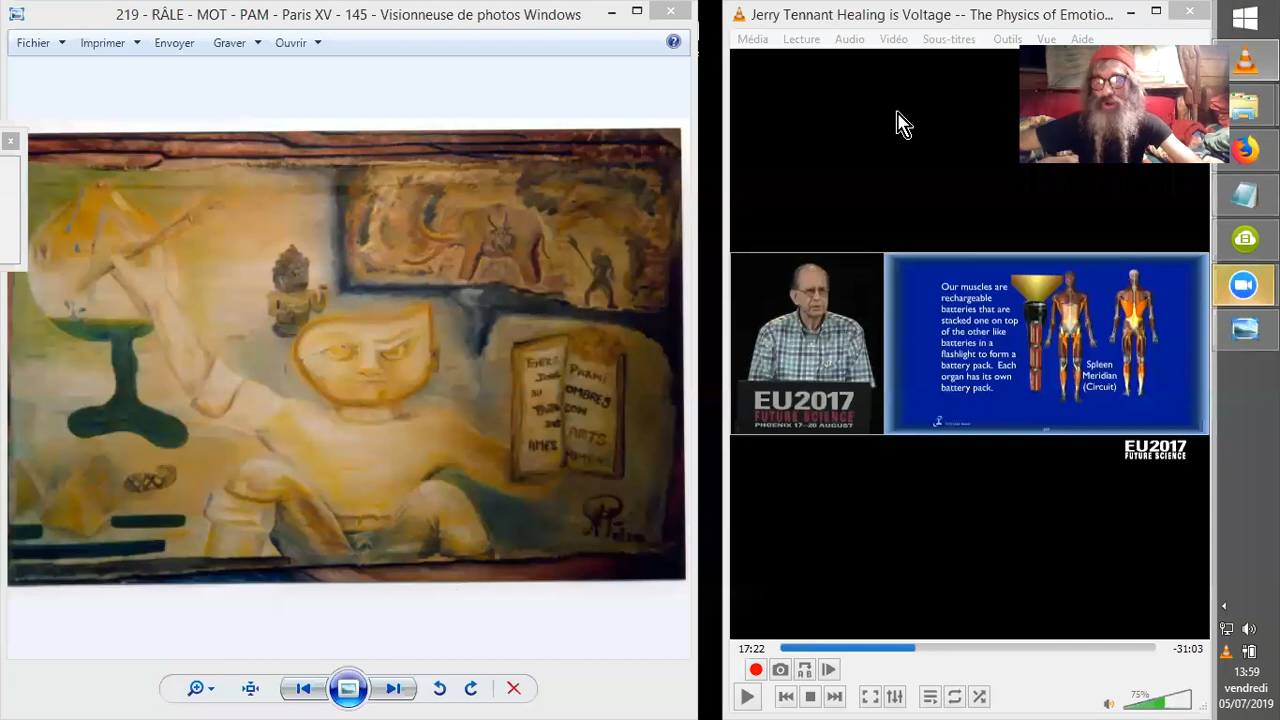 219 - RÂLE - MOT - PAM - Paris XV - 145 - Visionneuse de photos Windows
Fichier Imprimer Envoyer Graver Ouvrir
PARMI
OMBRES
ARTS
AMES
Jerry Tennant Healing is Voltage -- The Physics of Emotio...
Média Lecture Audio Vidéo Sous-titres Outils Vue Aide
Our muscles are
rechargeable
batteries that are
stacked one on top
of the other like
batteries in a
flashlight to form a
battery pack. Each
organ has its own
battery pack.
Spleen
Meridian
(Circuit)
EU2017
FUTURE SCIENCE
PHOENIX 17-20 AUGUST
EU2017
FUTURE SCIENCE
17:22
-31:03
75%
13:59
vendredi
05/07/2019